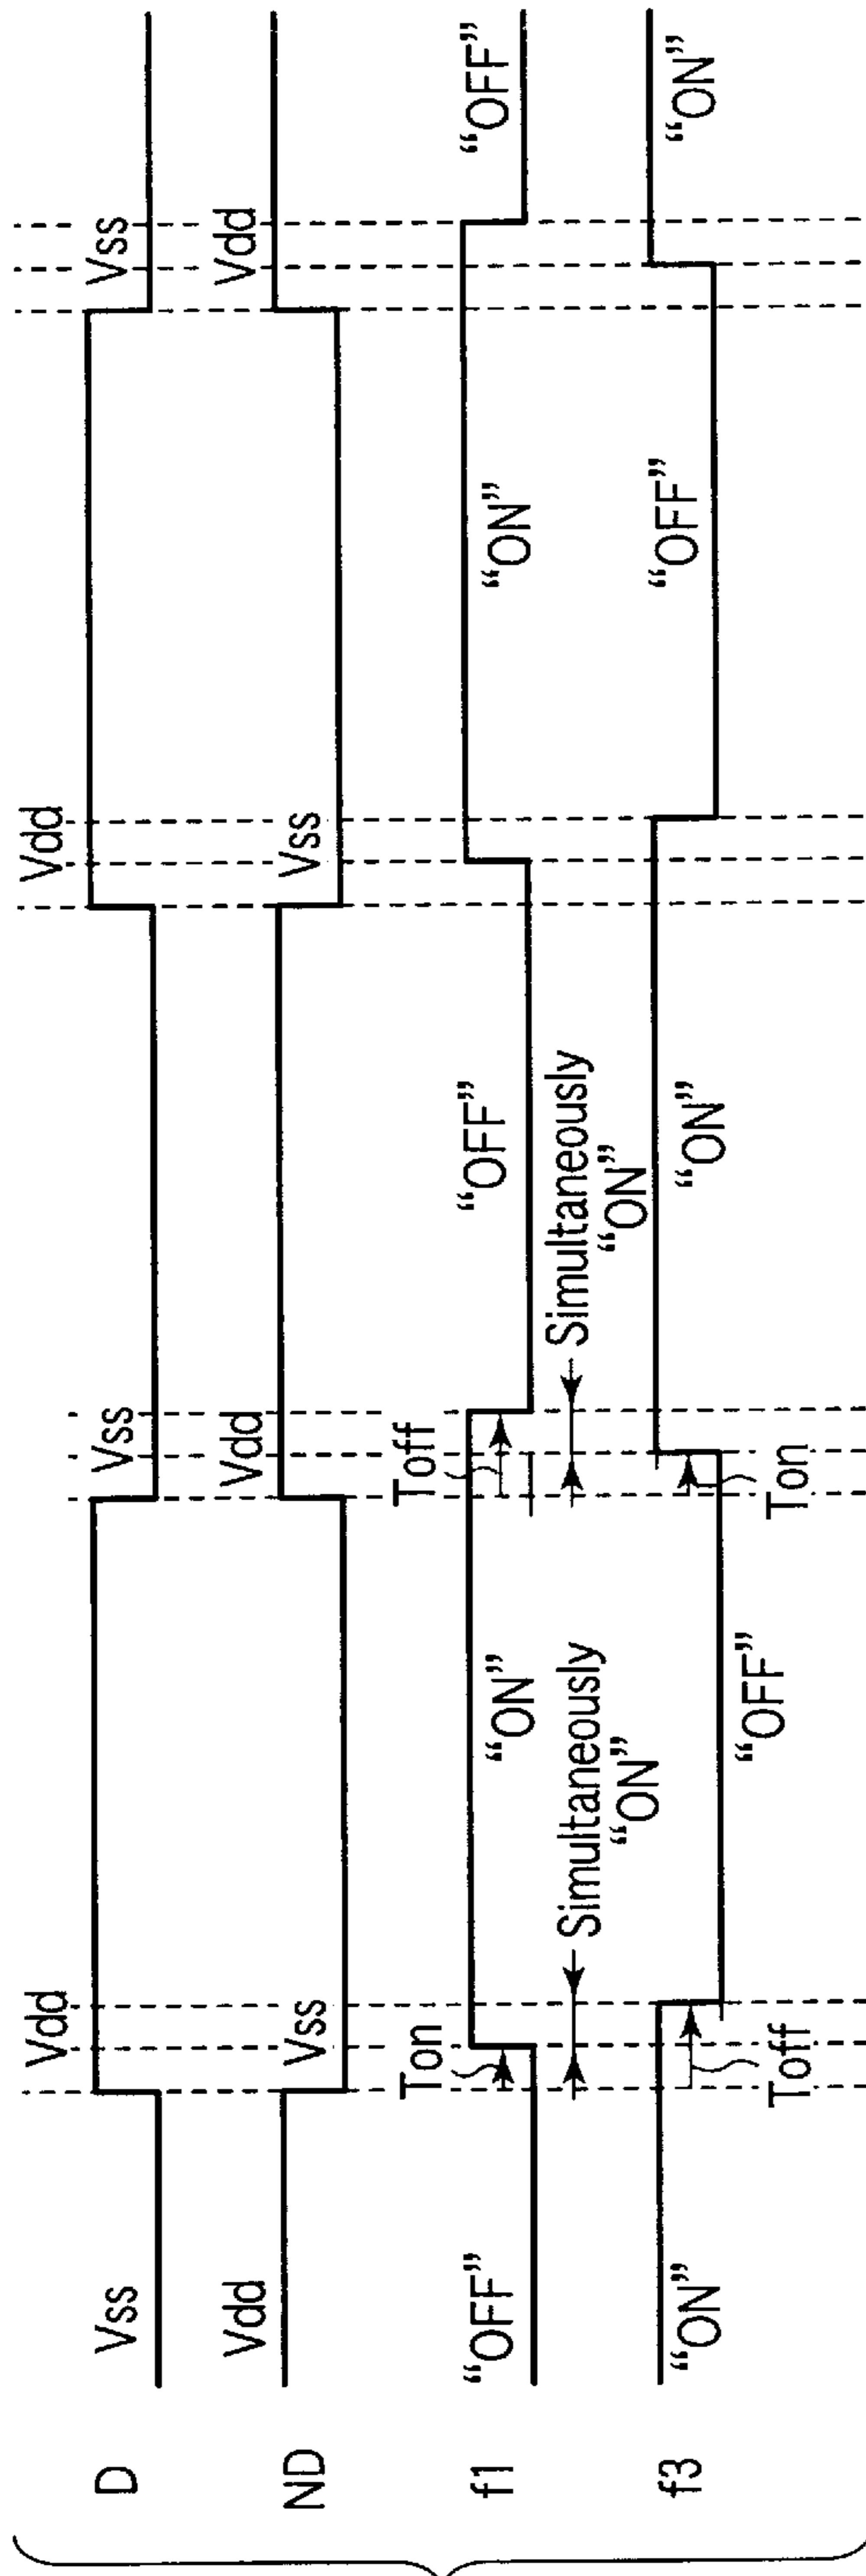 D
Vss
Vdd
Vss
Vdd
Vss
ND
Vdd
Vss
Vdd
Vss
Vdd
f1
"OFF"
Ton
"ON"
Toff
"OFF"
"ON"
"OFF"
Simultaneously
"ON"
Simultaneously
"ON"
f3
"ON"
Toff
"OFF"
Ton
"ON"
"OFF"
"ON"